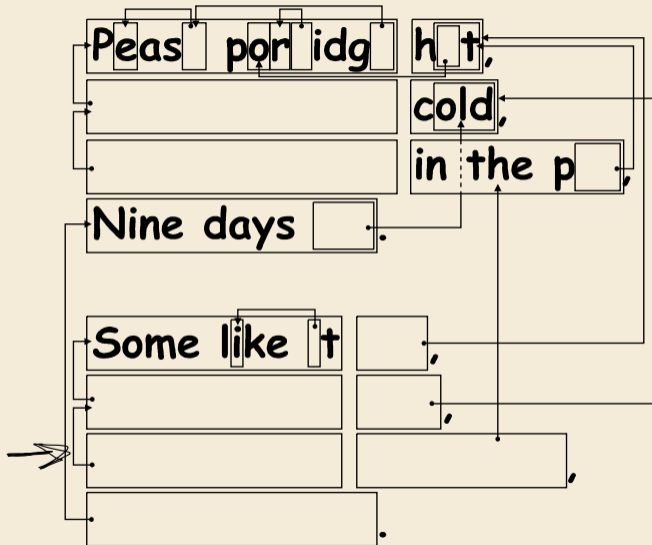 Peas por idg h t,
cold,
in the p ,
Nine days .
Some like t ,
,
,
.